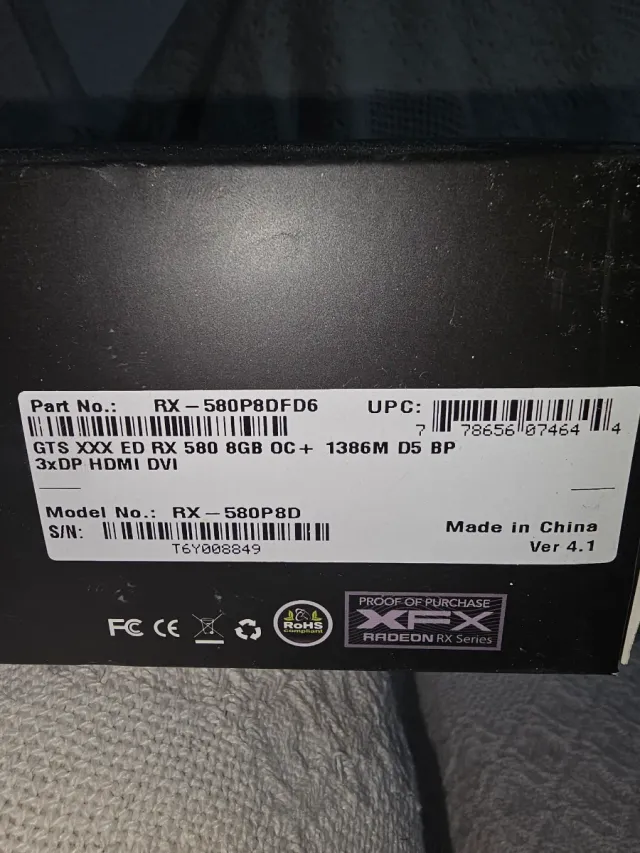 Part No.: RX-580P8DFD6
UPC:
7 78656 07464 4
GTS XXX ED RX 580 8GB OC+ 1386M D5 BP
3xDP HDMI DVI
Model No.: RX-580P8D
S/N:
T6Y008849
Made in China
Ver 4.1
FC CE
RoHS
Compliant
PROOF OF PURCHASE
XFX
RADEON RX Series